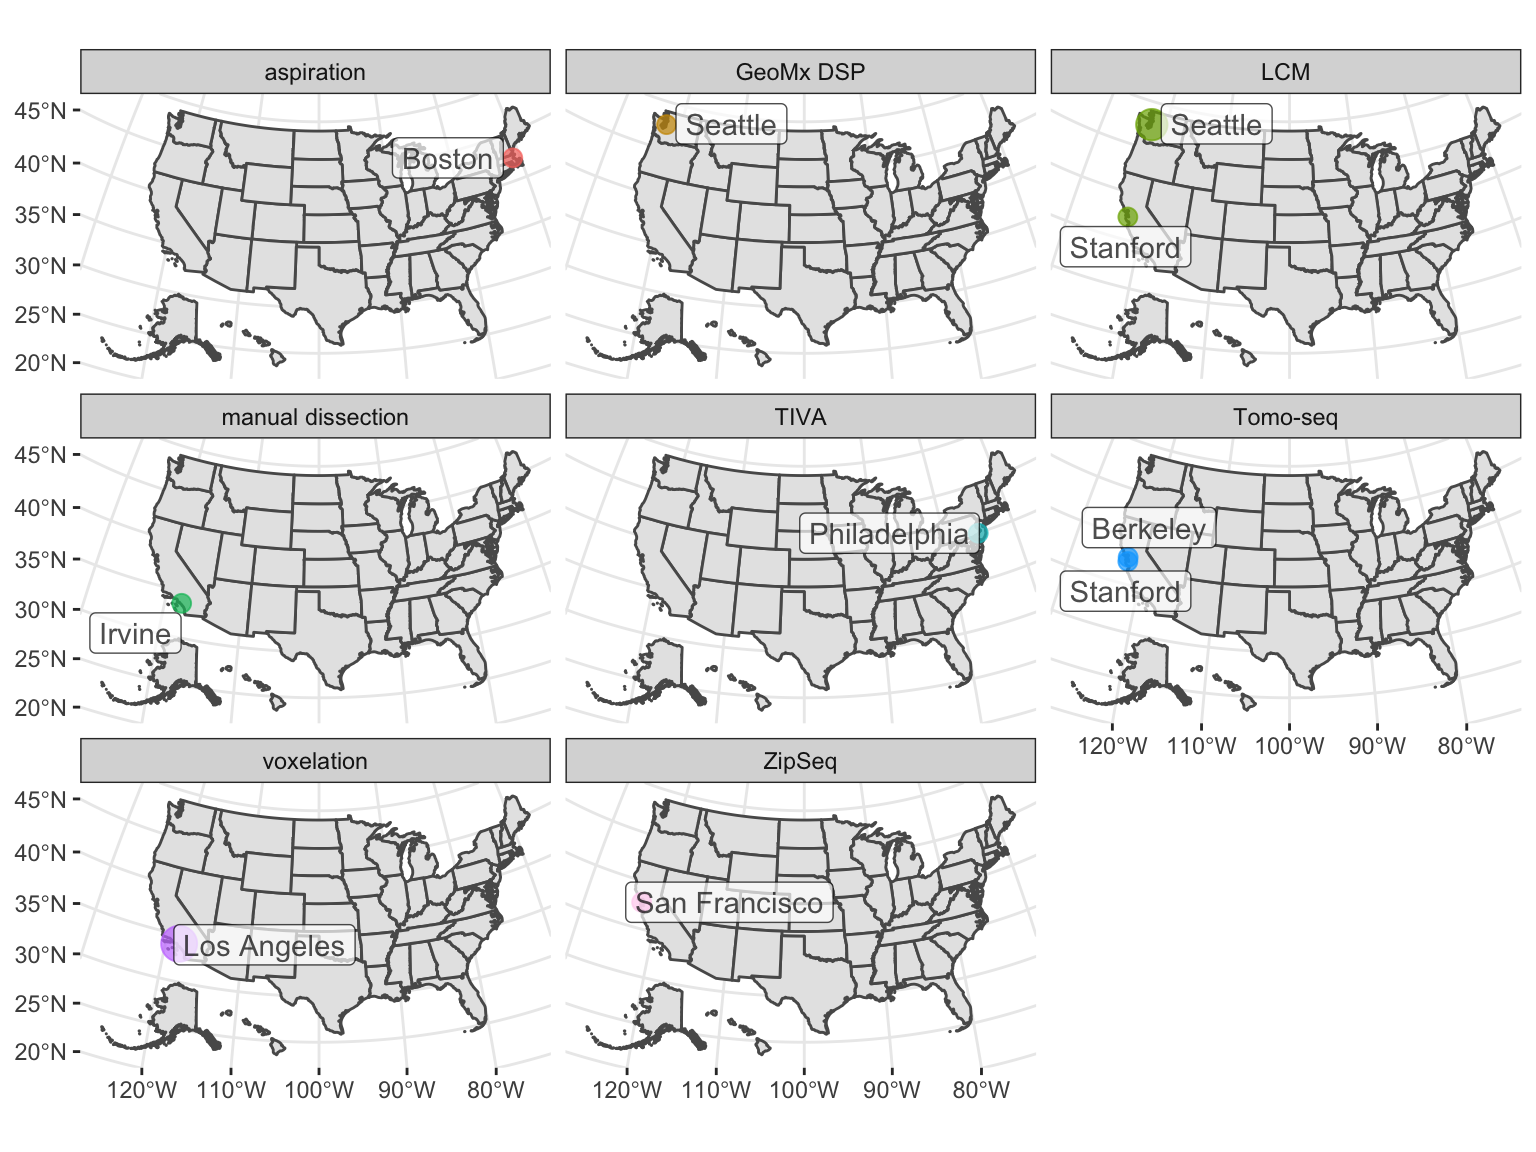 aspiration GeoMx DSP LCM
45°N
40°N
35°N
30°N
25°N
20°N
Boston
Seattle
Seattle
Stanford
manual dissection TIVA Tomo-seq
45°N
40°N
35°N
30°N
25°N
20°N
Irvine
Philadelphia
Berkeley
Stanford
120°W 110°W 100°W 90°W 80°W
voxelation ZipSeq
45°N
40°N
35°N
30°N
25°N
20°N
Los Angeles
San Francisco
120°W 110°W 100°W 90°W 80°W 120°W 110°W 100°W 90°W 80°W